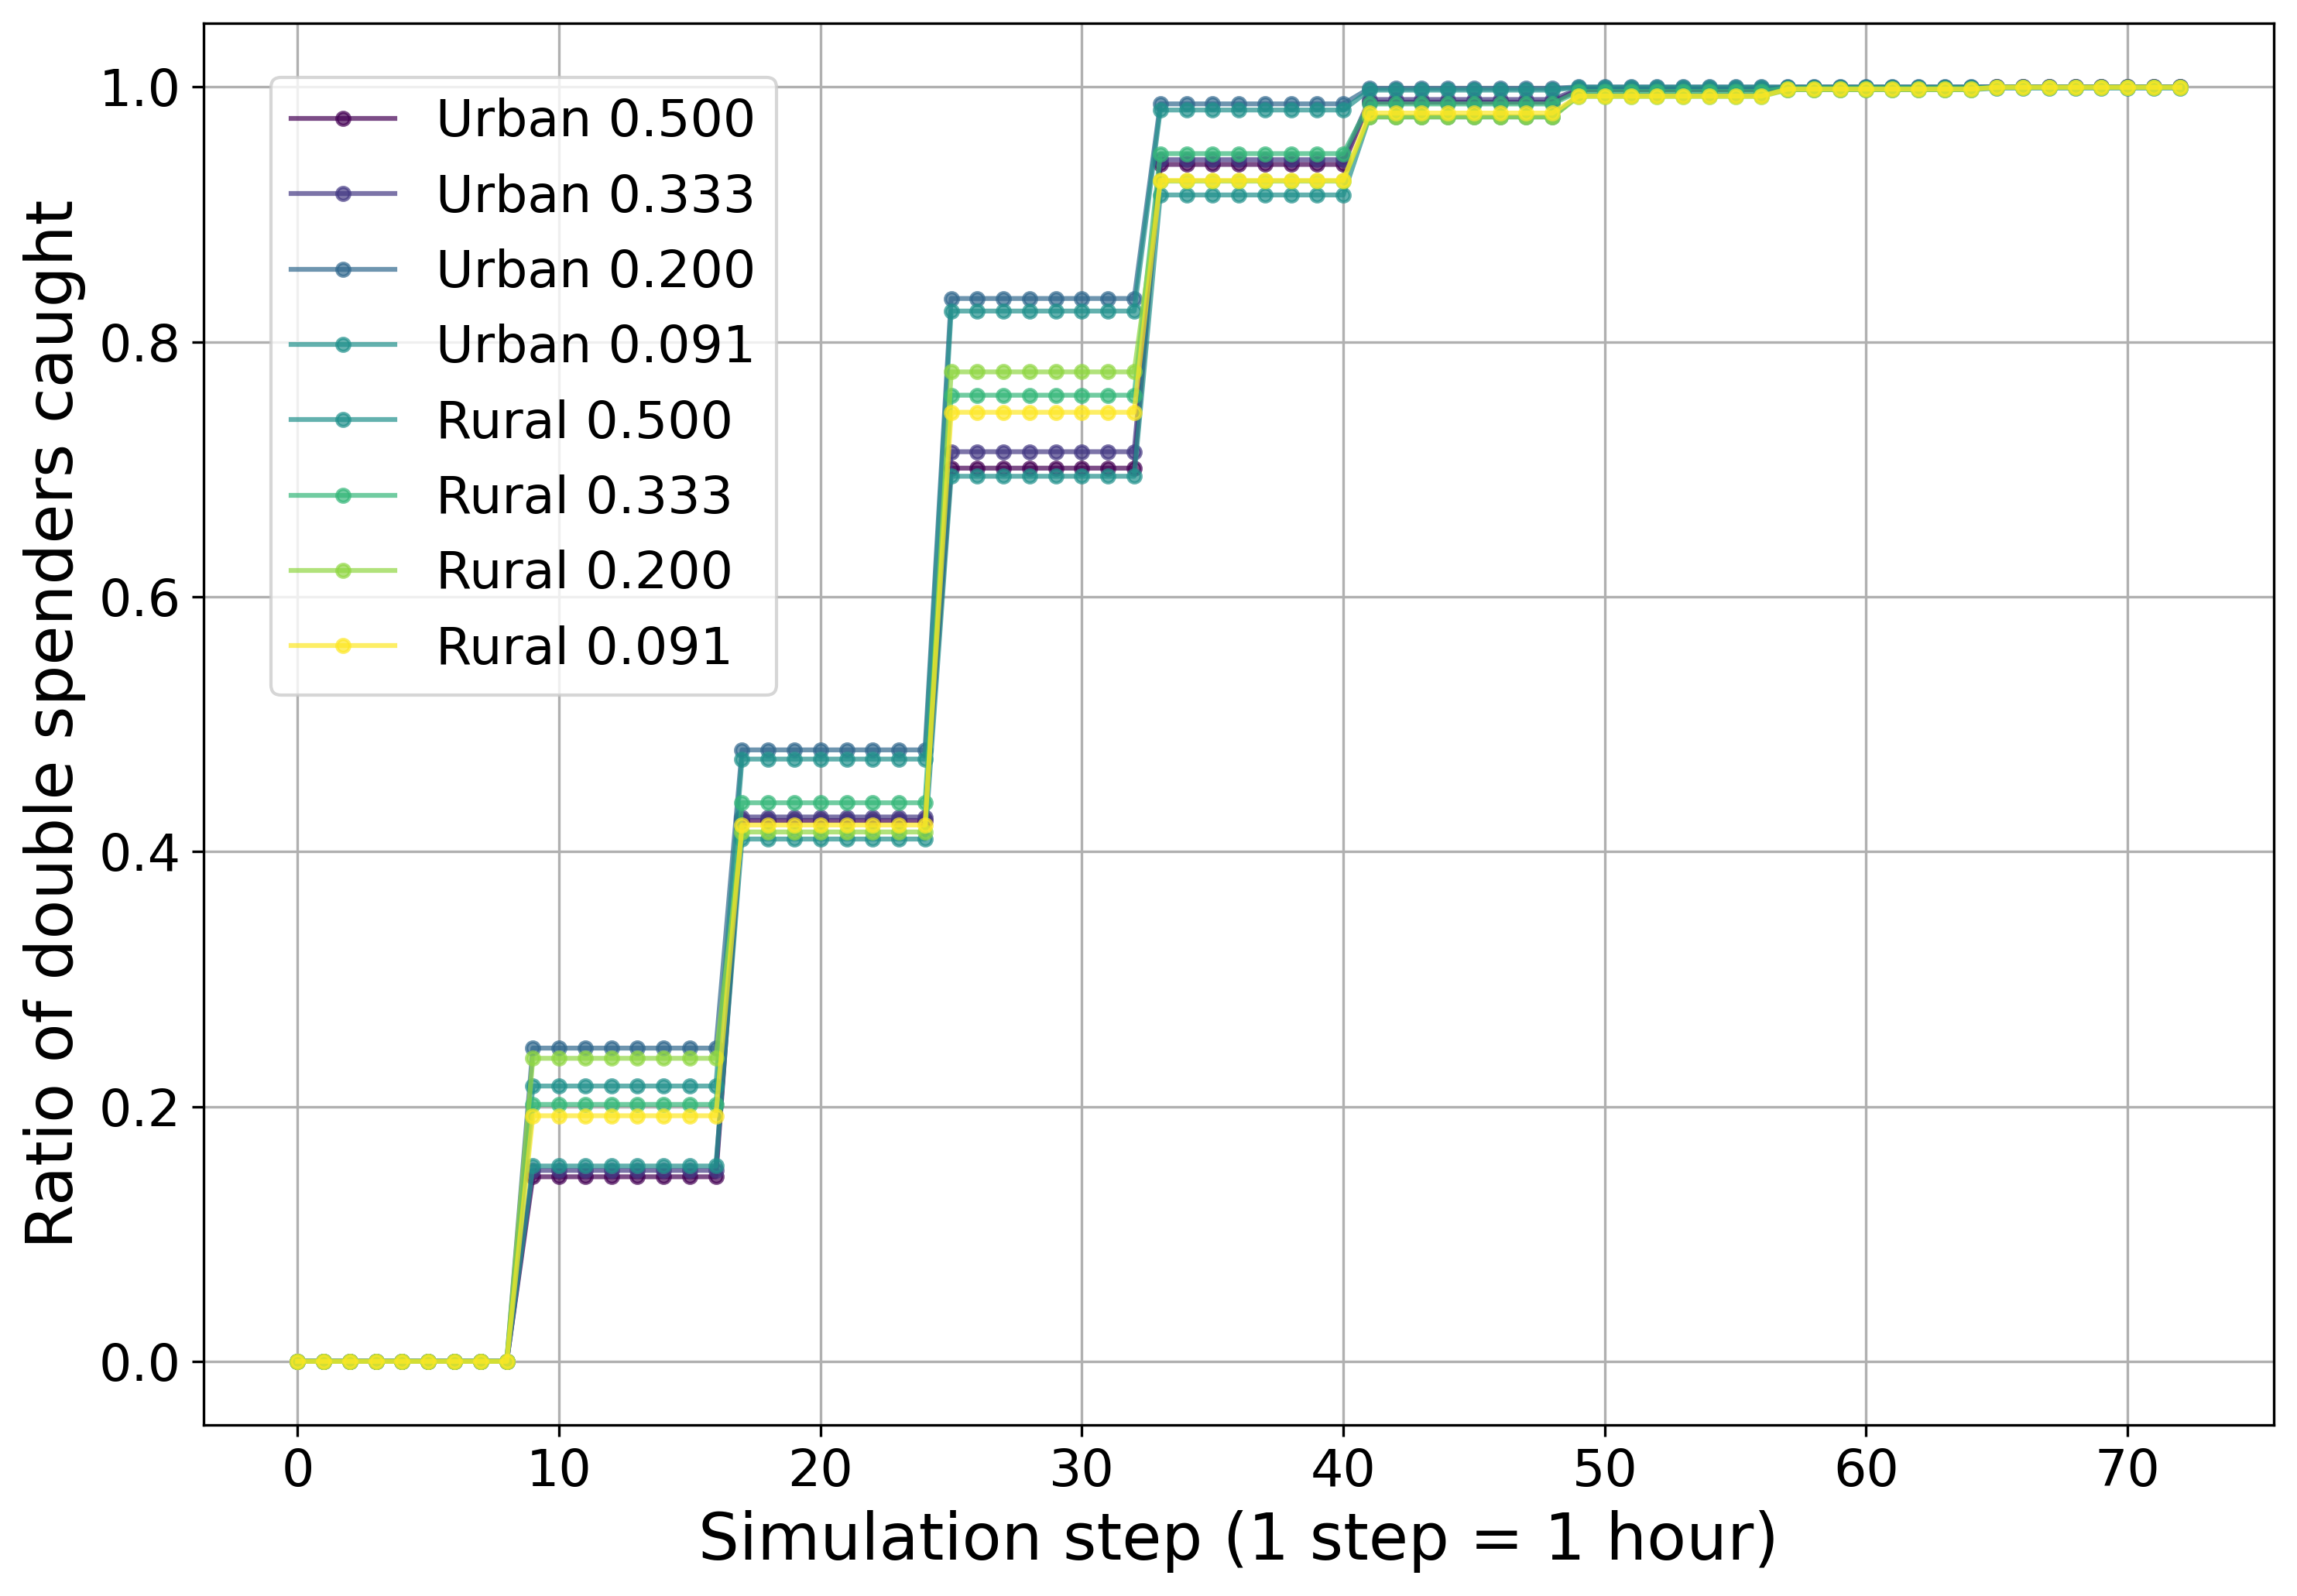 Ratio of double spenders caught
1.0
0.8
0.6
0.4
0.2
0.0
Urban 0.500
Urban 0.333
Urban 0.200
Urban 0.091
Rural 0.500
Rural 0.333
Rural 0.200
Rural 0.091
0 10 20 30 40 50 60 70
Simulation step (1 step = 1 hour)